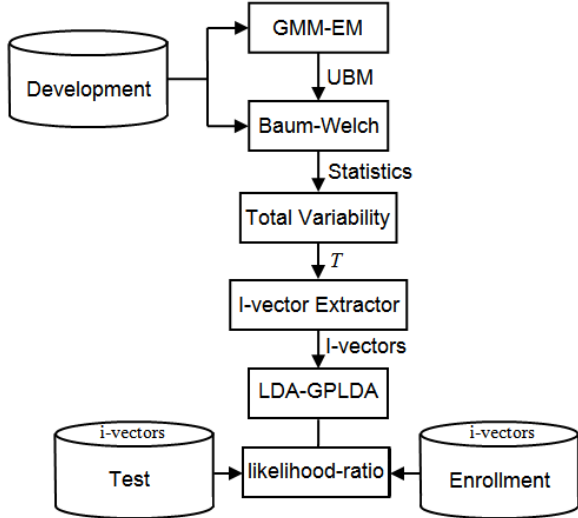 GMM-EM
Development
UBM
Baum-Welch
Statistics
Total Variability
T
I-vector Extractor
I-vectors
LDA-GPLDA
i-vectors
Test
likelihood-ratio
i-vectors
Enrollment